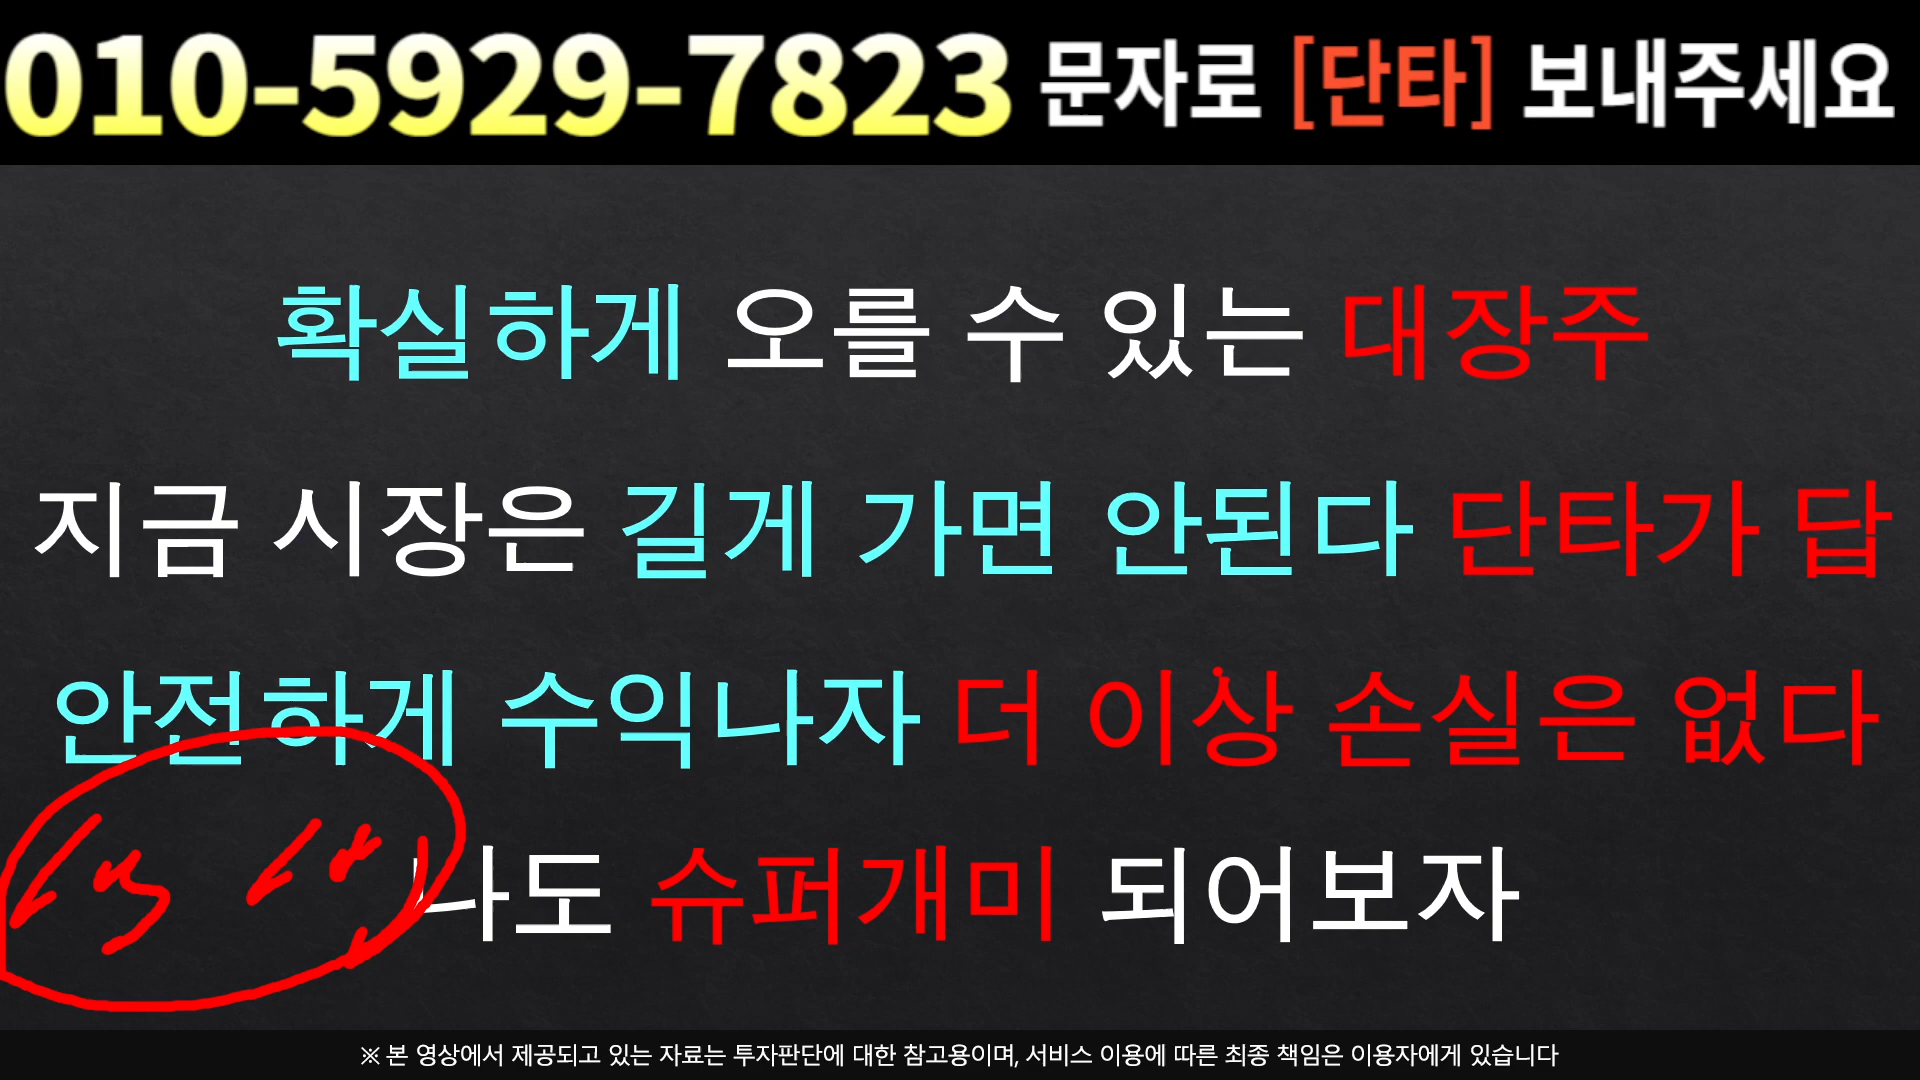 010-5929-7823 문자로 [단타] 보내주세요
확실하게 오를 수 있는 대장주
지금 시장은 길게 가면 안된다 단타가 답
안전하게 수익나자 더 이상 손실은 없다
나도 슈퍼개미 되어보자
※ 본 영상에서 제공되고 있는 자료는 투자판단에 대한 참고용이며, 서비스 이용에 따른 최종 책임은 이용자에게 있습니다